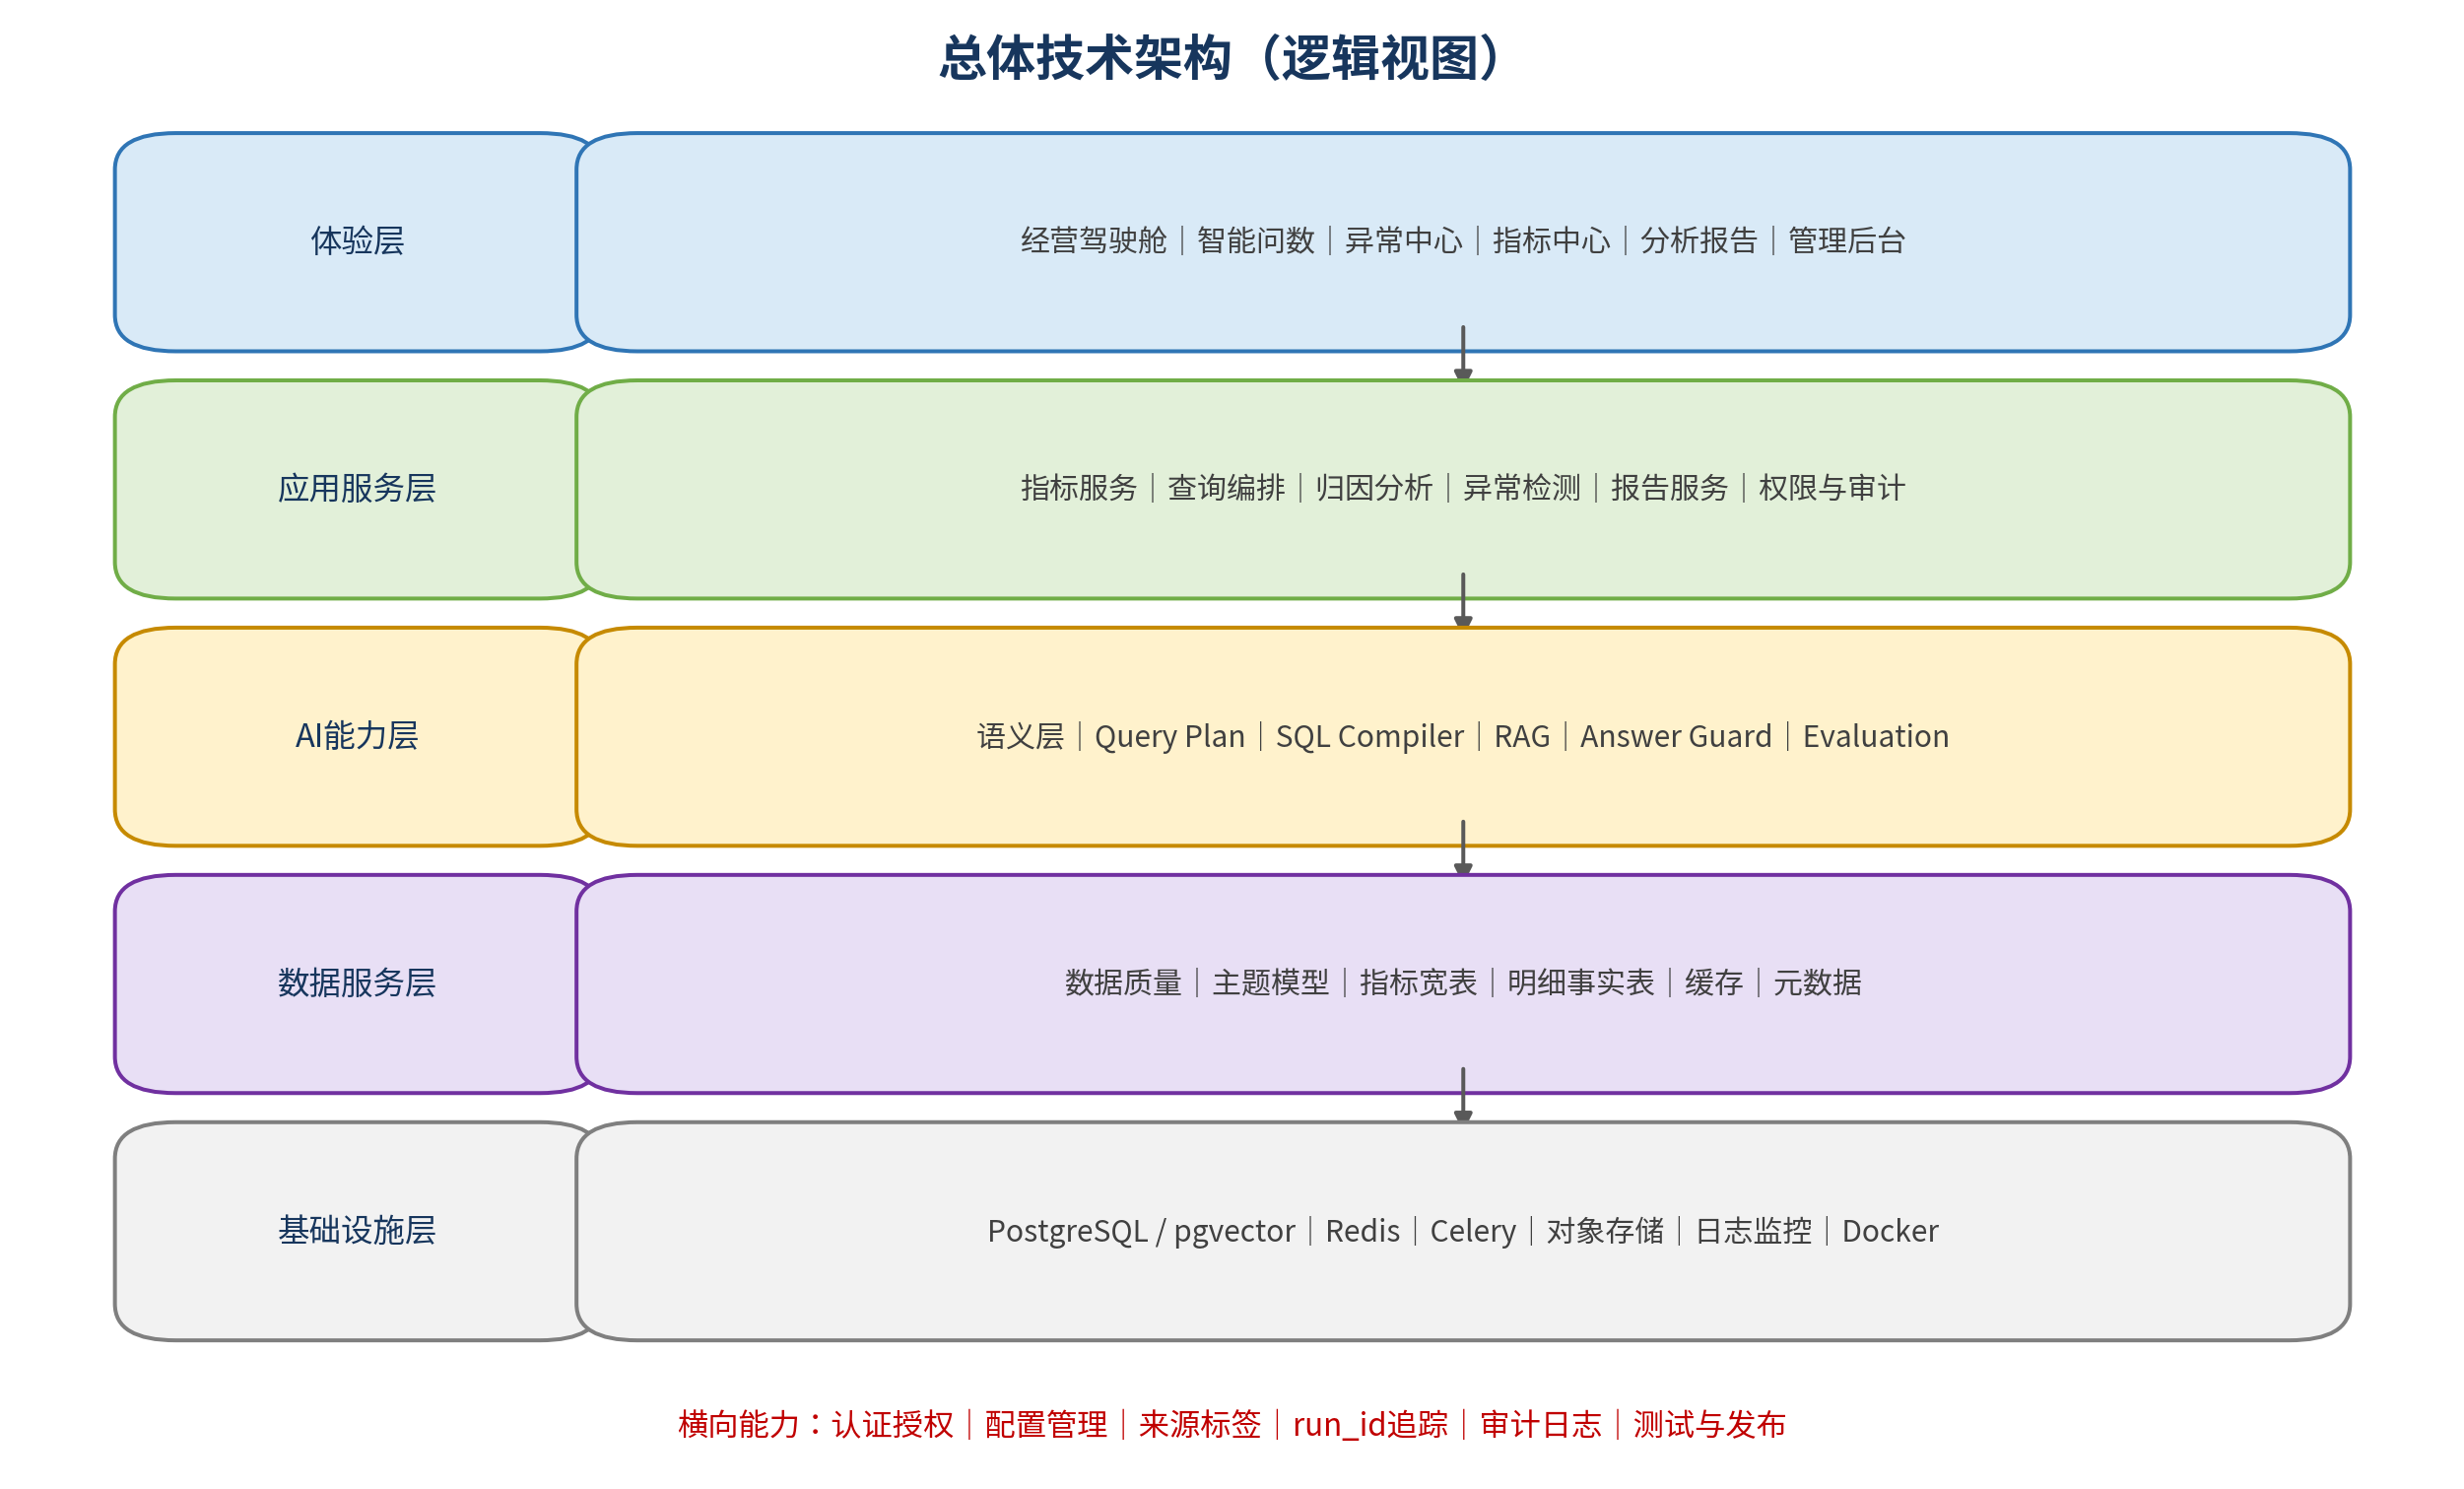 总体技术架构（逻辑视图）
体验层
经营驾驶舱｜智能问数｜异常中心｜指标中心｜分析报告｜管理后台
应用服务层
指标服务｜查询编排｜归因分析｜异常检测｜报告服务｜权限与审计
AI能力层
语义层｜Query Plan｜SQL Compiler｜RAG｜Answer Guard｜Evaluation
数据服务层
数据质量｜主题模型｜指标宽表｜明细事实表｜缓存｜元数据
基础设施层
PostgreSQL / pgvector｜Redis｜Celery｜对象存储｜日志监控｜Docker
横向能力：认证授权｜配置管理｜来源标签｜run_id追踪｜审计日志｜测试与发布